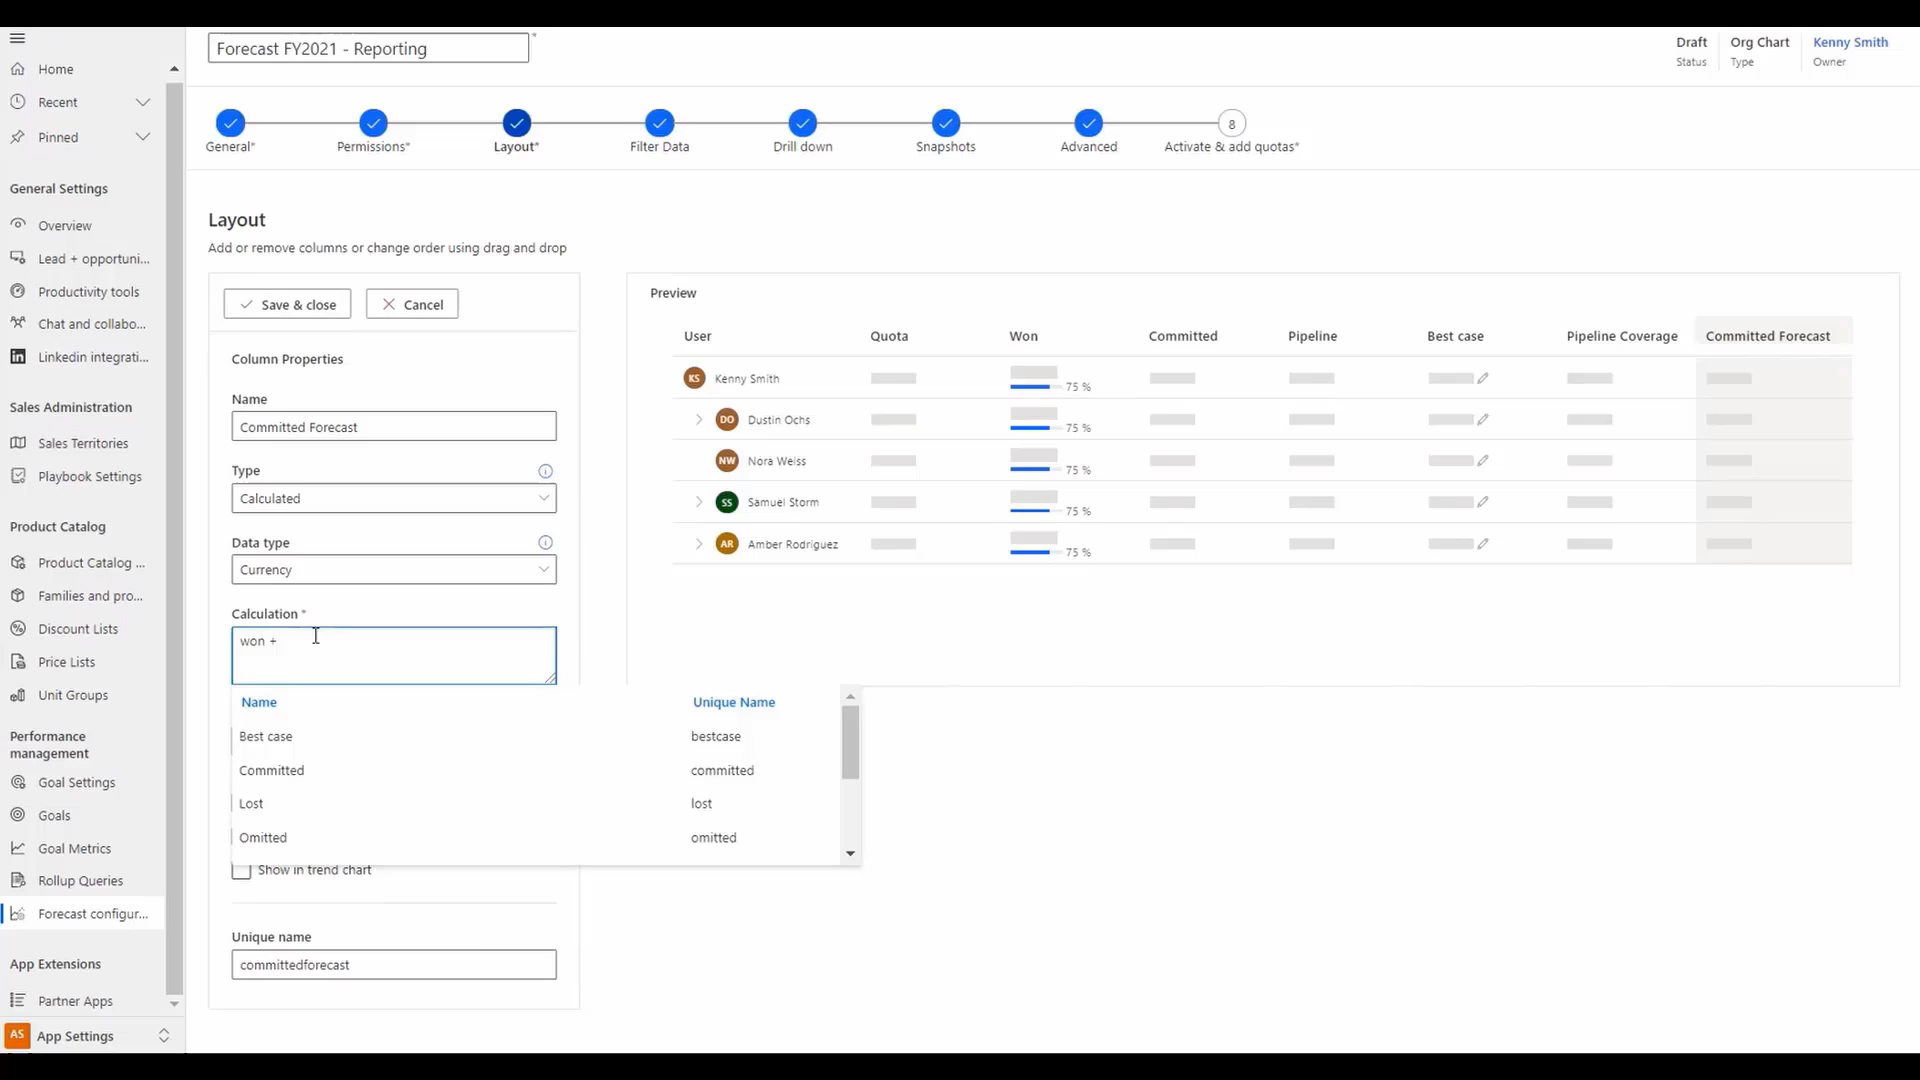 Forecast FY2021 - Reporting
*
Draft
Status
Org Chart
Type
Kenny Smith
Owner
Home
Recent
Pinned
General Settings
Overview
Lead + opportuni...
Productivity tools
Chat and collabo...
Linkedin integrati...
Sales Administration
Sales Territories
Playbook Settings
Product Catalog
Product Catalog ...
Families and pro...
Discount Lists
Price Lists
Unit Groups
Performance
management
Goal Settings
Goals
Goal Metrics
Rollup Queries
Forecast configur...
App Extensions
Partner Apps
AS App Settings
General*
Permissions*
Layout*
Filter Data
Drill down
Snapshots
Advanced
8
Activate & add quotas*
Layout
Add or remove columns or change order using drag and drop
Save & close
Cancel
Column Properties
Name
Committed Forecast
Type
Calculated
Data type
Currency
Calculation *
won +
Name Unique Name
Best case bestcase
Committed committed
Lost lost
Omitted omitted
Show in trend chart
Unique name
committedforecast
Preview
User Quota Won Committed Pipeline Best case Pipeline Coverage Committed Forecast
KS Kenny Smith 75 %
DO Dustin Ochs 75 %
NW Nora Weiss 75 %
SS Samuel Storm 75 %
AR Amber Rodriguez 75 %